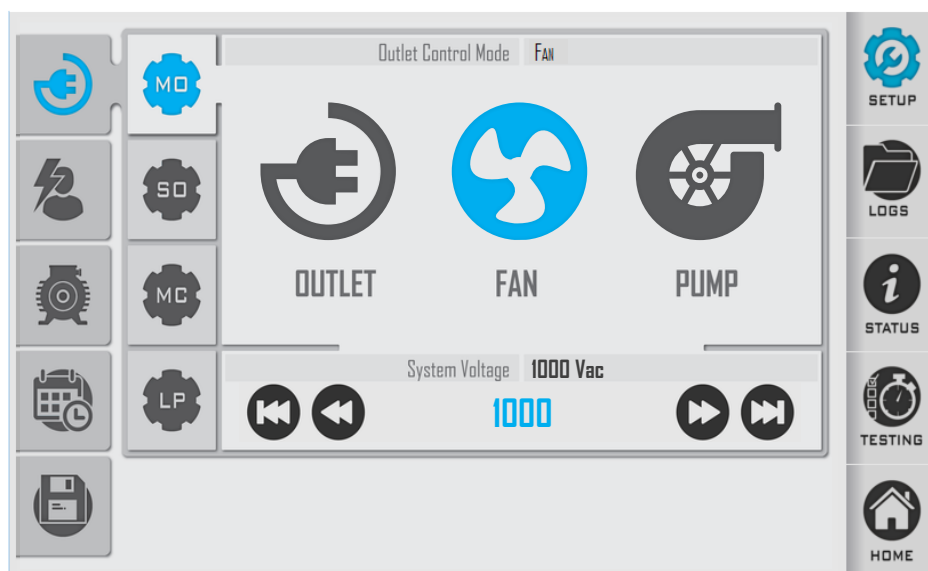 Outlet Control Mode FAN
MO
SO
MC
LP
OUTLET FAN PUMP
System Voltage 1000 Vac
1000
SETUP
LOGS
i
STATUS
TESTING
HOME